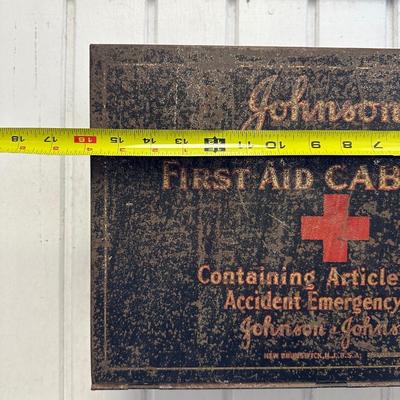 Johnson
18 17 16 15 14 13 12 11 10 9 8 7
FIRST AID CAB
Containing Article
Accident Emergency
Johnson & Johns
NEW BRUNSWICK, N.J. U.S.A.